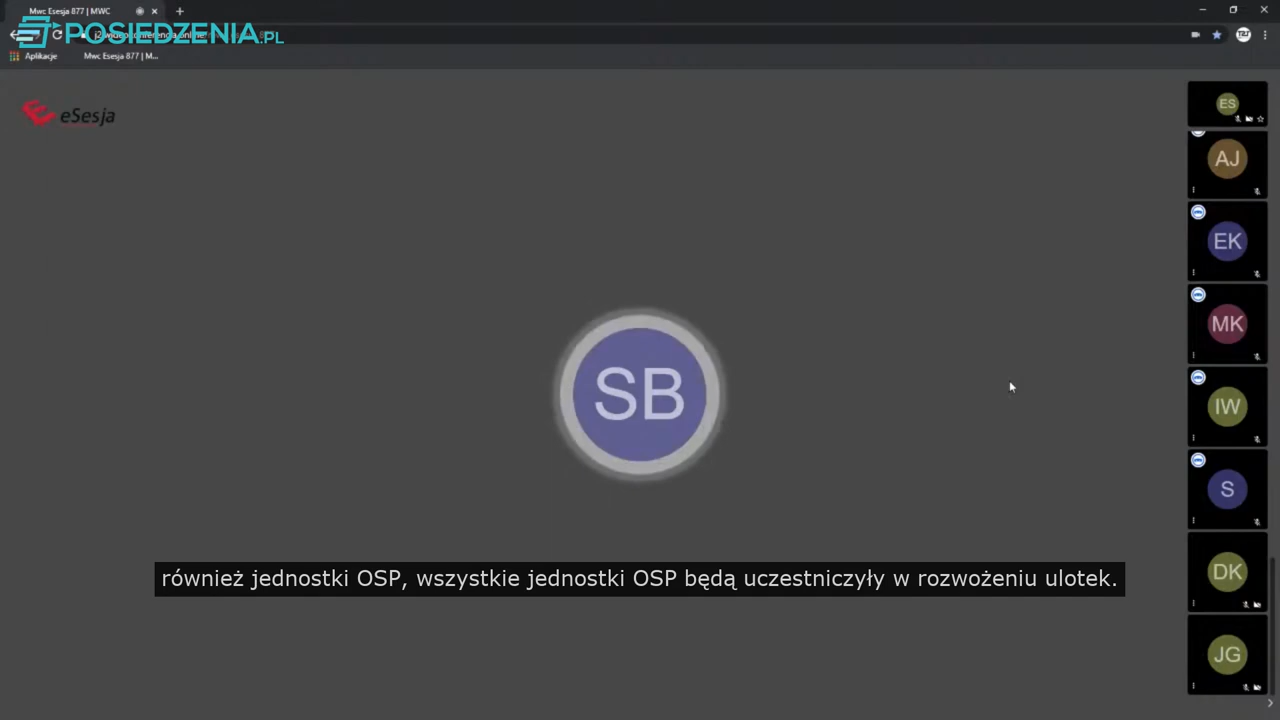 Mwc Esesja 877 | MWC
POSIEDZENIA.PL
Aplikacje
Mwc Esesja 877 | M...
eSesja
ES
AJ
EK
MK
SB
IW
S
również jednostki OSP, wszystkie jednostki OSP będą uczestniczyły w rozwożeniu ulotek.
DK
JG